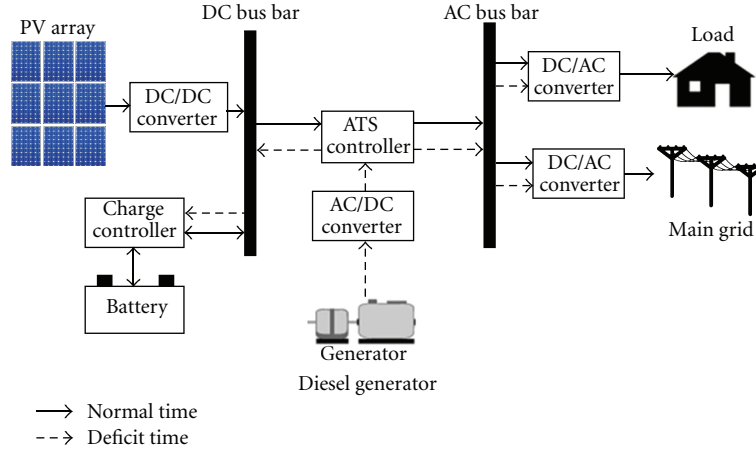 PV array
DC bus bar
AC bus bar
Load
DC/DC
converter
ATS
controller
DC/AC
converter
DC/AC
converter
Main grid
Charge
controller
AC/DC
converter
Battery
Generator
Diesel generator
Normal time
Deficit time